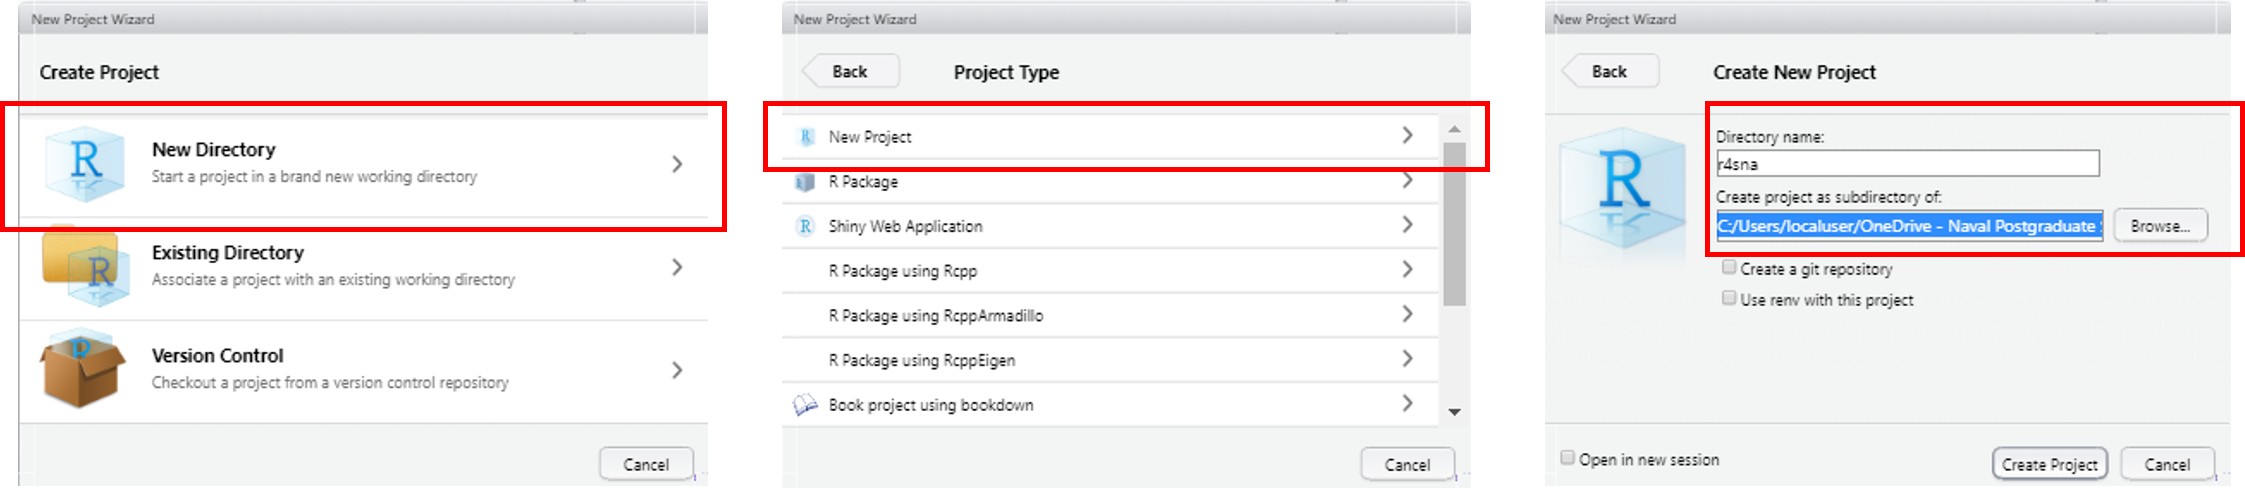 New Project Wizard
Create Project
New Directory
Start a project in a brand new working directory
Existing Directory
Associate a project with an existing working directory
Version Control
Checkout a project from a version control repository
Cancel
New Project Wizard
Back
Project Type
New Project
R Package
Shiny Web Application
R Package using Rcpp
R Package using RcppArmadillo
R Package using RcppEigen
Book project using bookdown
Cancel
New Project Wizard
Back
Create New Project
Directory name:
r4sna
Create project as subdirectory of:
C:/Users/localuser/OneDrive - Naval Postgraduate
Browse...
Create a git repository
Use renv with this project
Open in new session
Create Project
Cancel